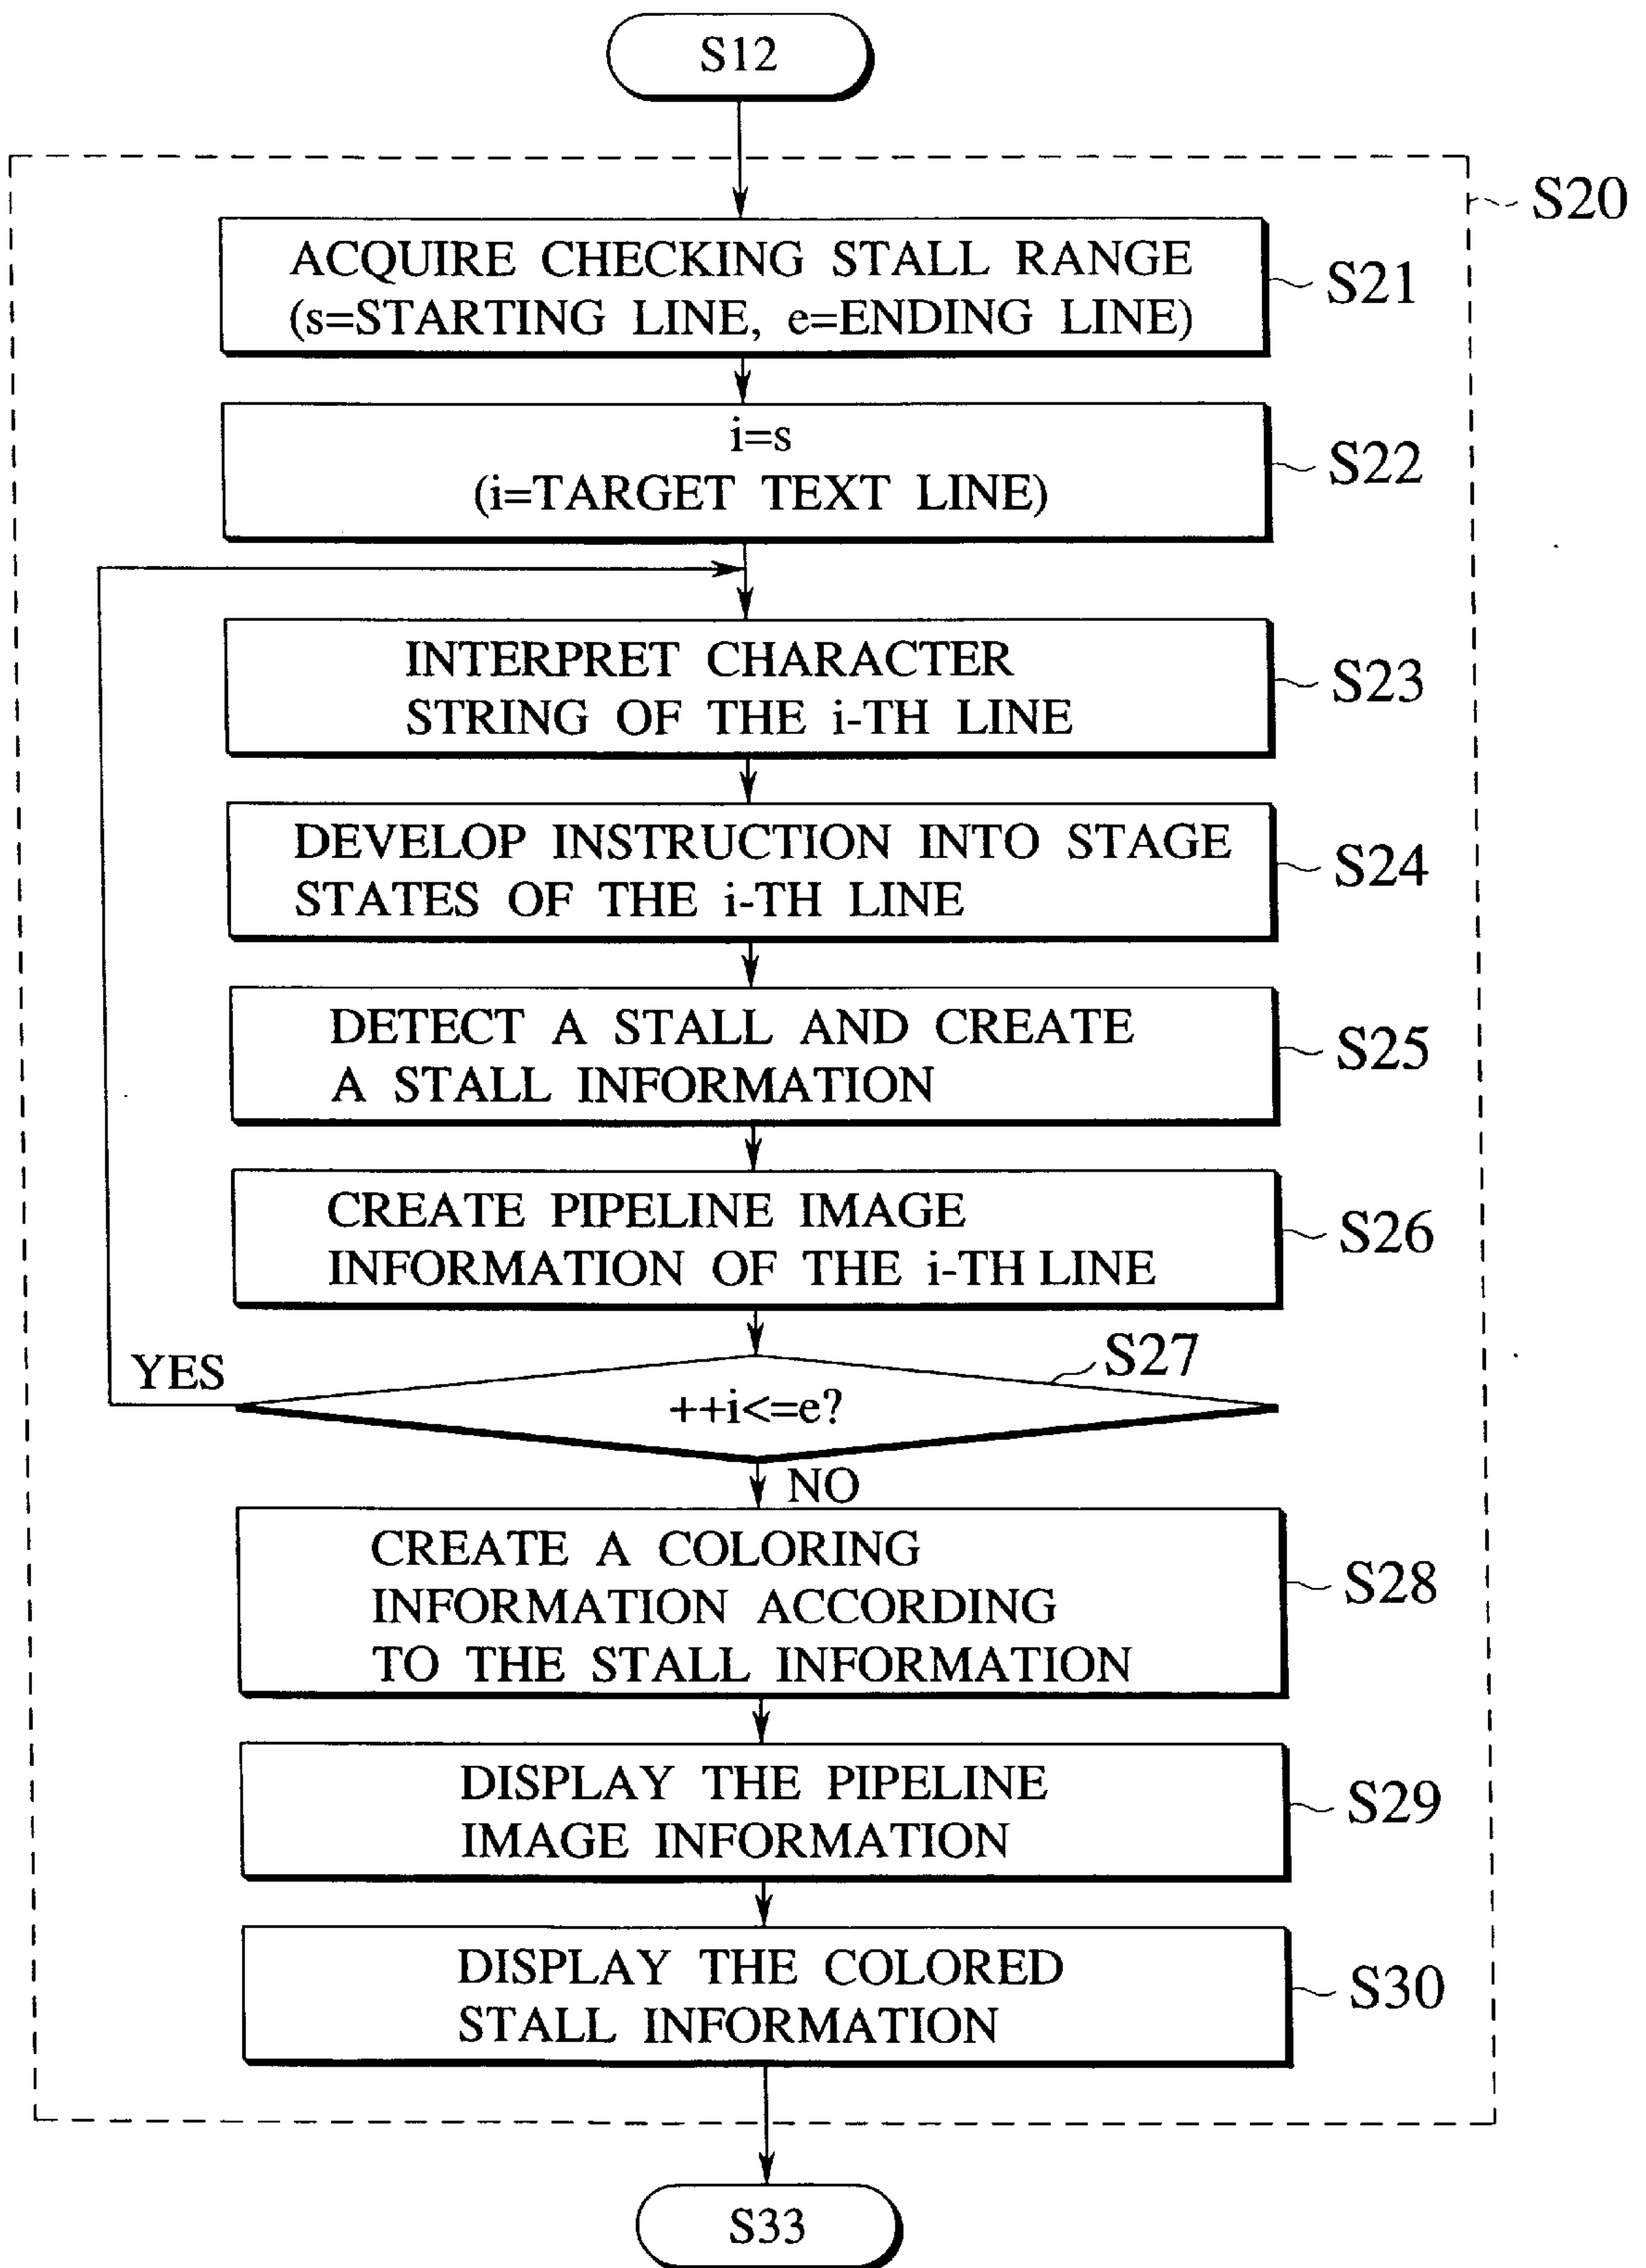 S12
S20
ACQUIRE CHECKING STALL RANGE
(s=STARTING LINE, e=ENDING LINE)
S21
i=s
(i=TARGET TEXT LINE)
S22
INTERPRET CHARACTER
STRING OF THE i-TH LINE
S23
DEVELOP INSTRUCTION INTO STAGE
STATES OF THE i-TH LINE
S24
DETECT A STALL AND CREATE
A STALL INFORMATION
S25
CREATE PIPELINE IMAGE
INFORMATION OF THE i-TH LINE
S26
YES
S27
++i<=e?
NO
CREATE A COLORING
INFORMATION ACCORDING
TO THE STALL INFORMATION
S28
DISPLAY THE PIPELINE
IMAGE INFORMATION
S29
DISPLAY THE COLORED
STALL INFORMATION
S30
S33